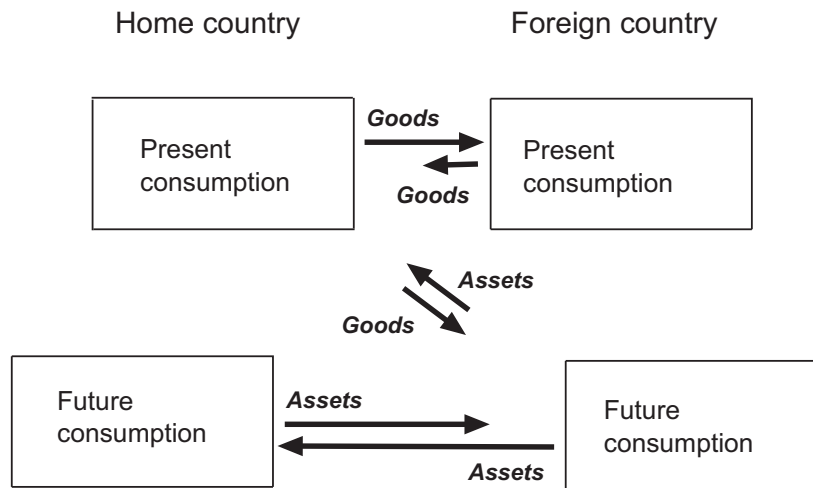 Home country
Foreign country
Goods
Present
consumption
Present
consumption
Goods
Assets
Goods
Future
consumption
Assets
Future
consumption
Assets